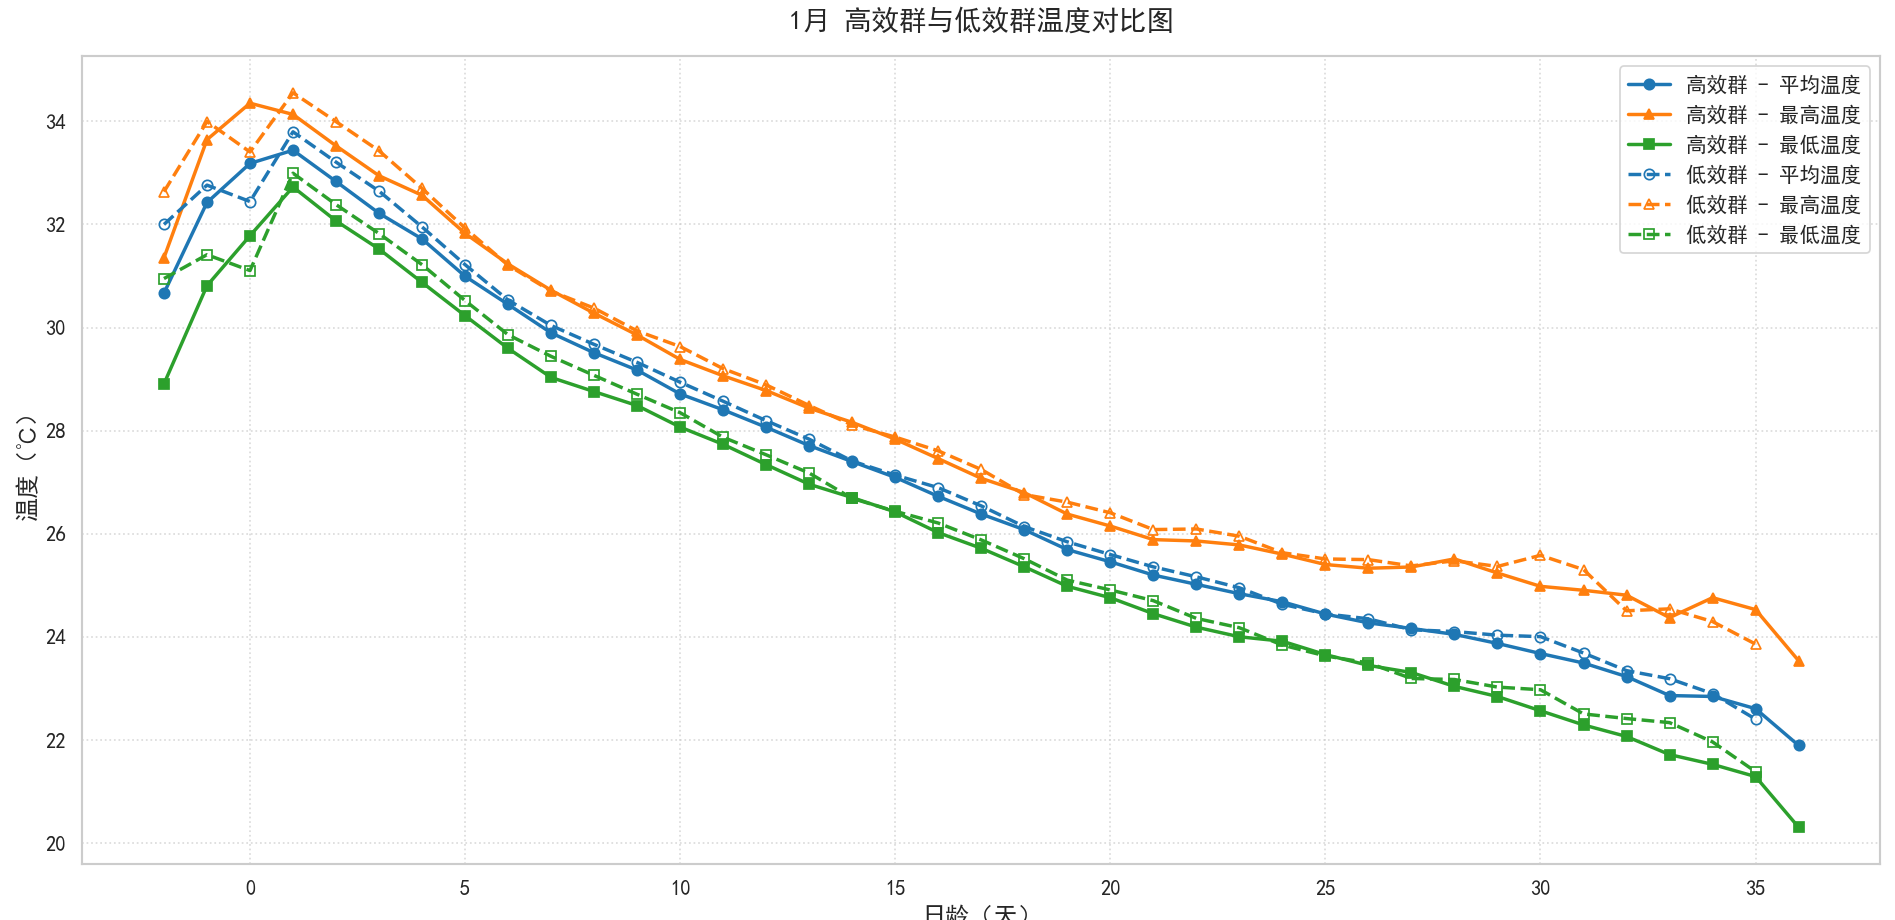 1月 高效群与低效群温度对比图
高效群 - 平均温度
高效群 - 最高温度
高效群 - 最低温度
低效群 - 平均温度
低效群 - 最高温度
低效群 - 最低温度
温度（℃）
34
32
30
28
26
24
22
20
0 5 10 15 20 25 30 35
日龄（天）